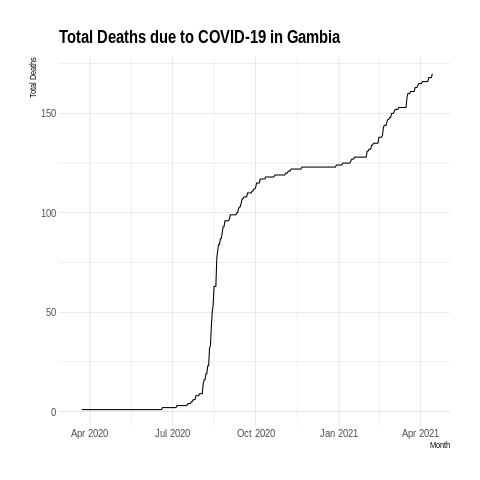 Total Deaths due to COVID-19 in Gambia
Total Deaths
150
100
50
0
Apr 2020 Jul 2020 Oct 2020 Jan 2021 Apr 2021
Month